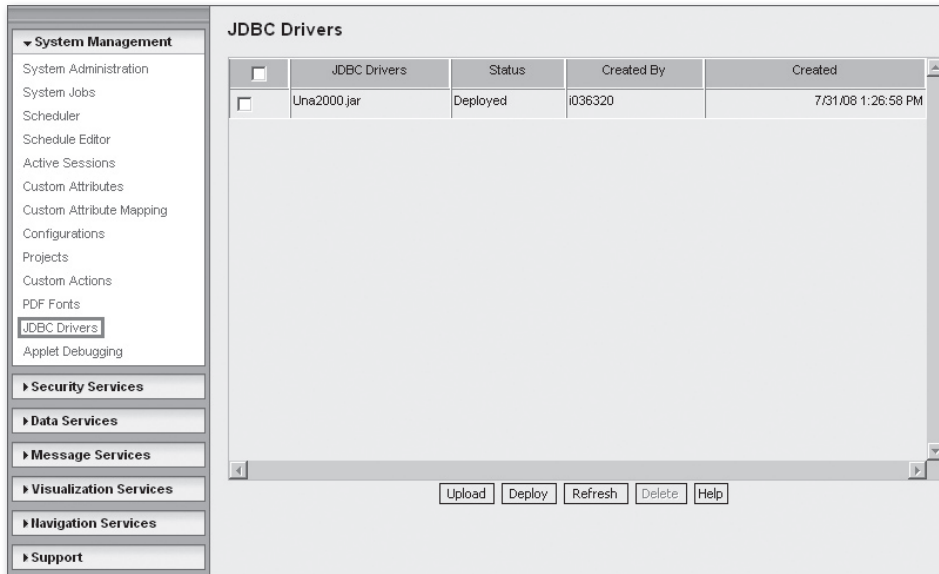 System Management
System Administration
System Jobs
Scheduler
Schedule Editor
Active Sessions
Custom Attributes
Custom Attribute Mapping
Configurations
Projects
Custom Actions
PDF Fonts
JDBC Drivers
Applet Debugging
Security Services
Data Services
Message Services
Visualization Services
Navigation Services
Support
JDBC Drivers
JDBC Drivers Status Created By Created
Una2000.jar Deployed i036320 7/31/08 1:26:58 PM
Upload Deploy Refresh Delete Help